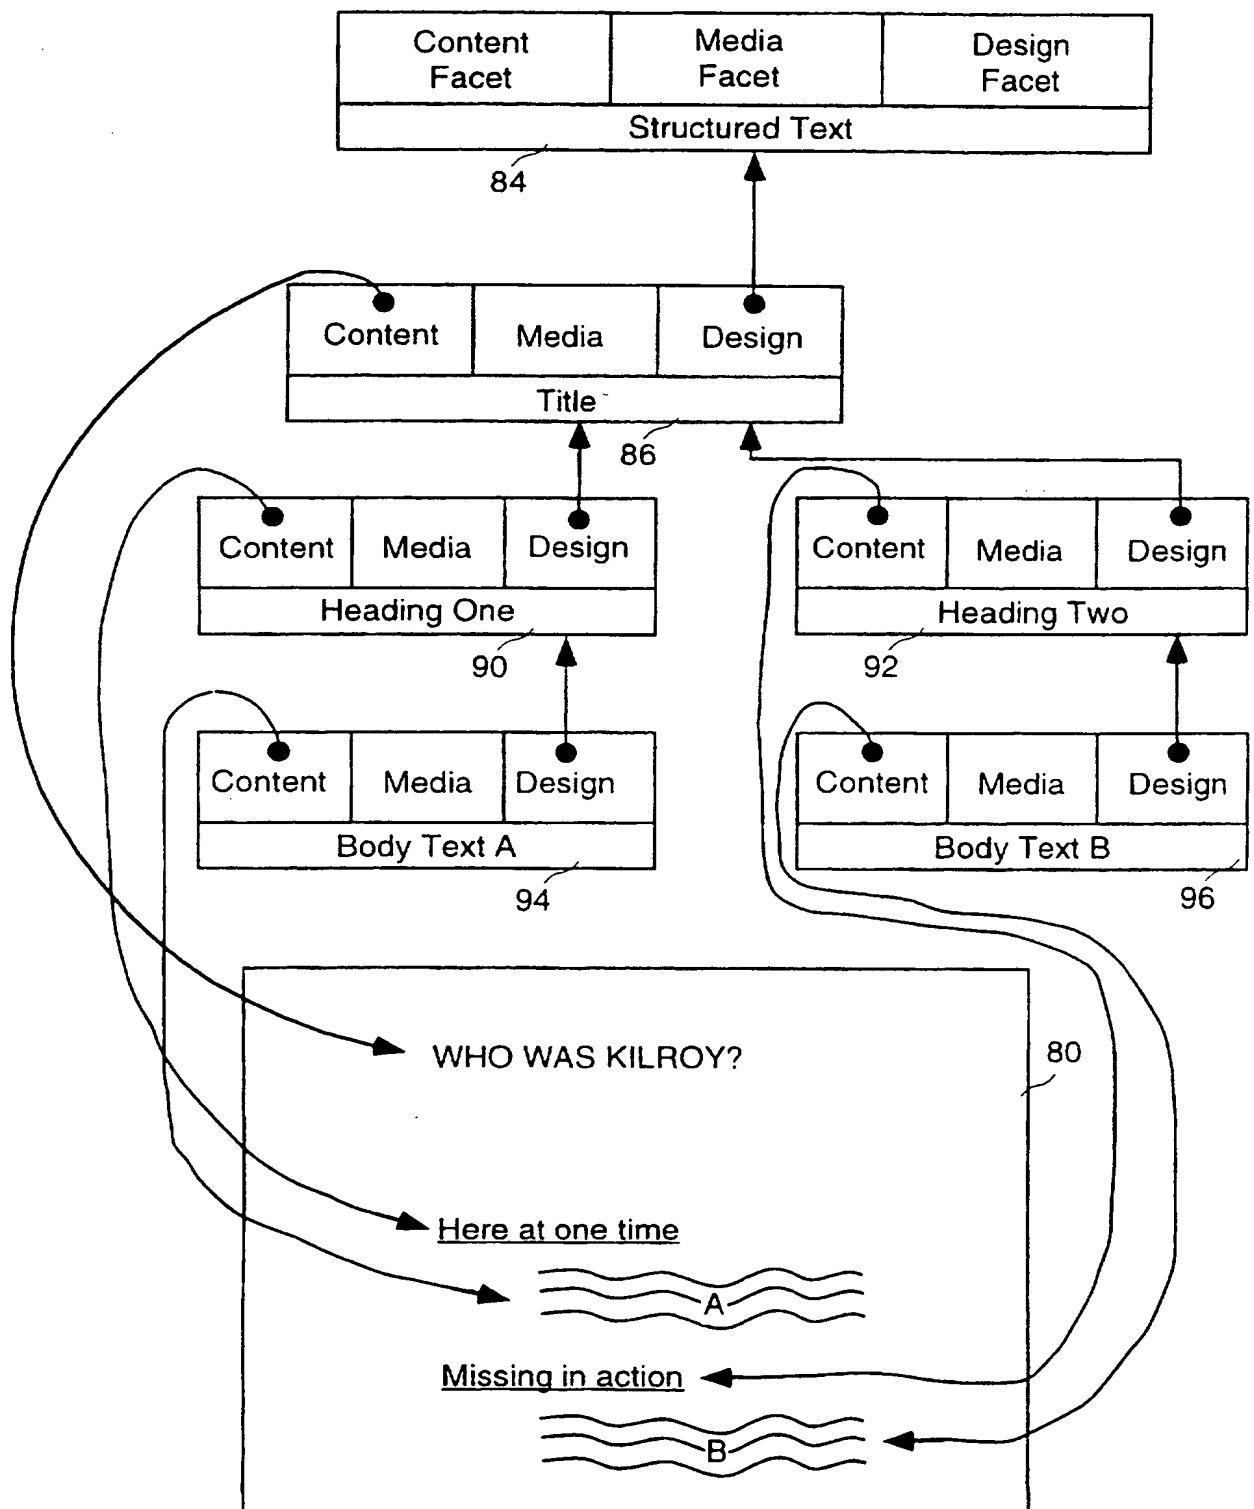 Content Facet
Media Facet
Design Facet
Structured Text
84
Content
Media
Design
Title
86
Content
Media
Design
Heading One
90
Content
Media
Design
Heading Two
92
Content
Media
Design
Body Text A
94
Content
Media
Design
Body Text B
96
80
WHO WAS KILROY?
Here at one time
A
Missing in action
B